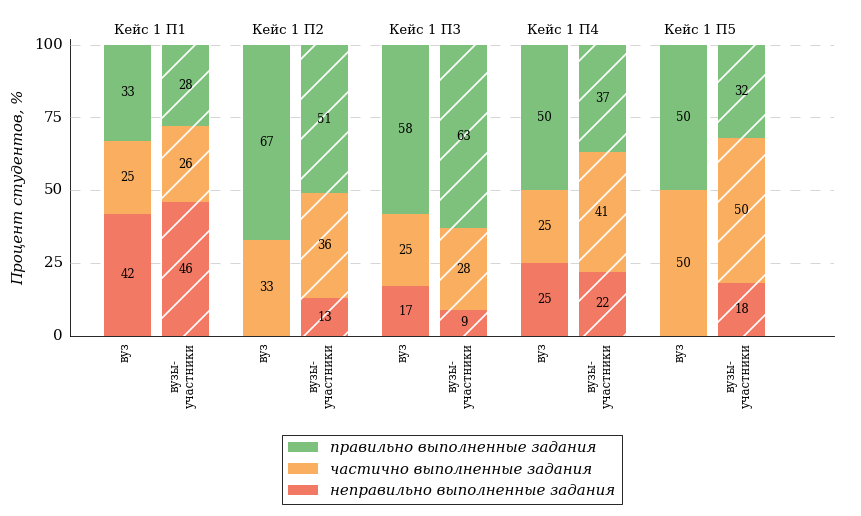 Кейс 1 П1 Кейс 1 П2 Кейс 1 П3 Кейс 1 П4 Кейс 1 П5
Процент студентов, %
100
75
50
25
0
33
25
42
28
26
46
67
33
51
36
13
58
25
17
63
28
9
50
25
25
37
41
22
50
50
32
50
18
вуз
вузы-
участники
вуз
вузы-
участники
вуз
вузы-
участники
вуз
вузы-
участники
вуз
вузы-
участники
правильно выполненные задания
частично выполненные задания
неправильно выполненные задания